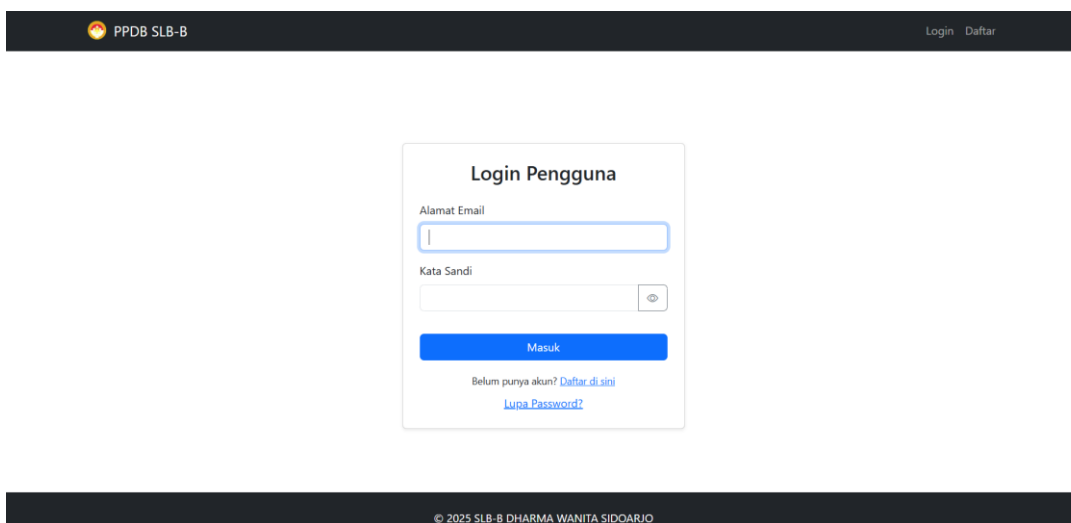 PPDB SLB-B
Login Daftar
Login Pengguna
Alamat Email
Kata Sandi
Masuk
Belum punya akun? Daftar di sini
Lupa Password?
© 2025 SLB-B DHARMA WANITA SIDOARJO